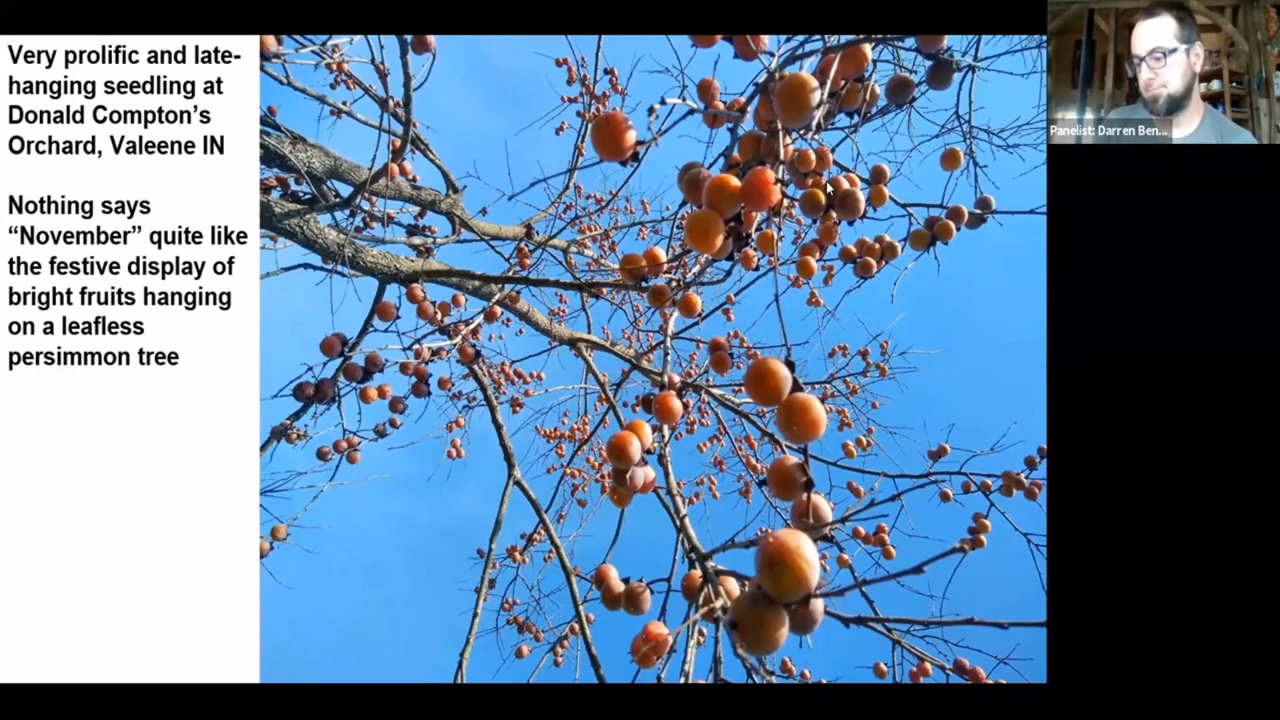 Very prolific and late-
hanging seedling at
Donald Compton's
Orchard, Valeene IN
Nothing says
"November" quite like
the festive display of
bright fruits hanging
on a leafless
persimmon tree
Panelist: Darren Ben...